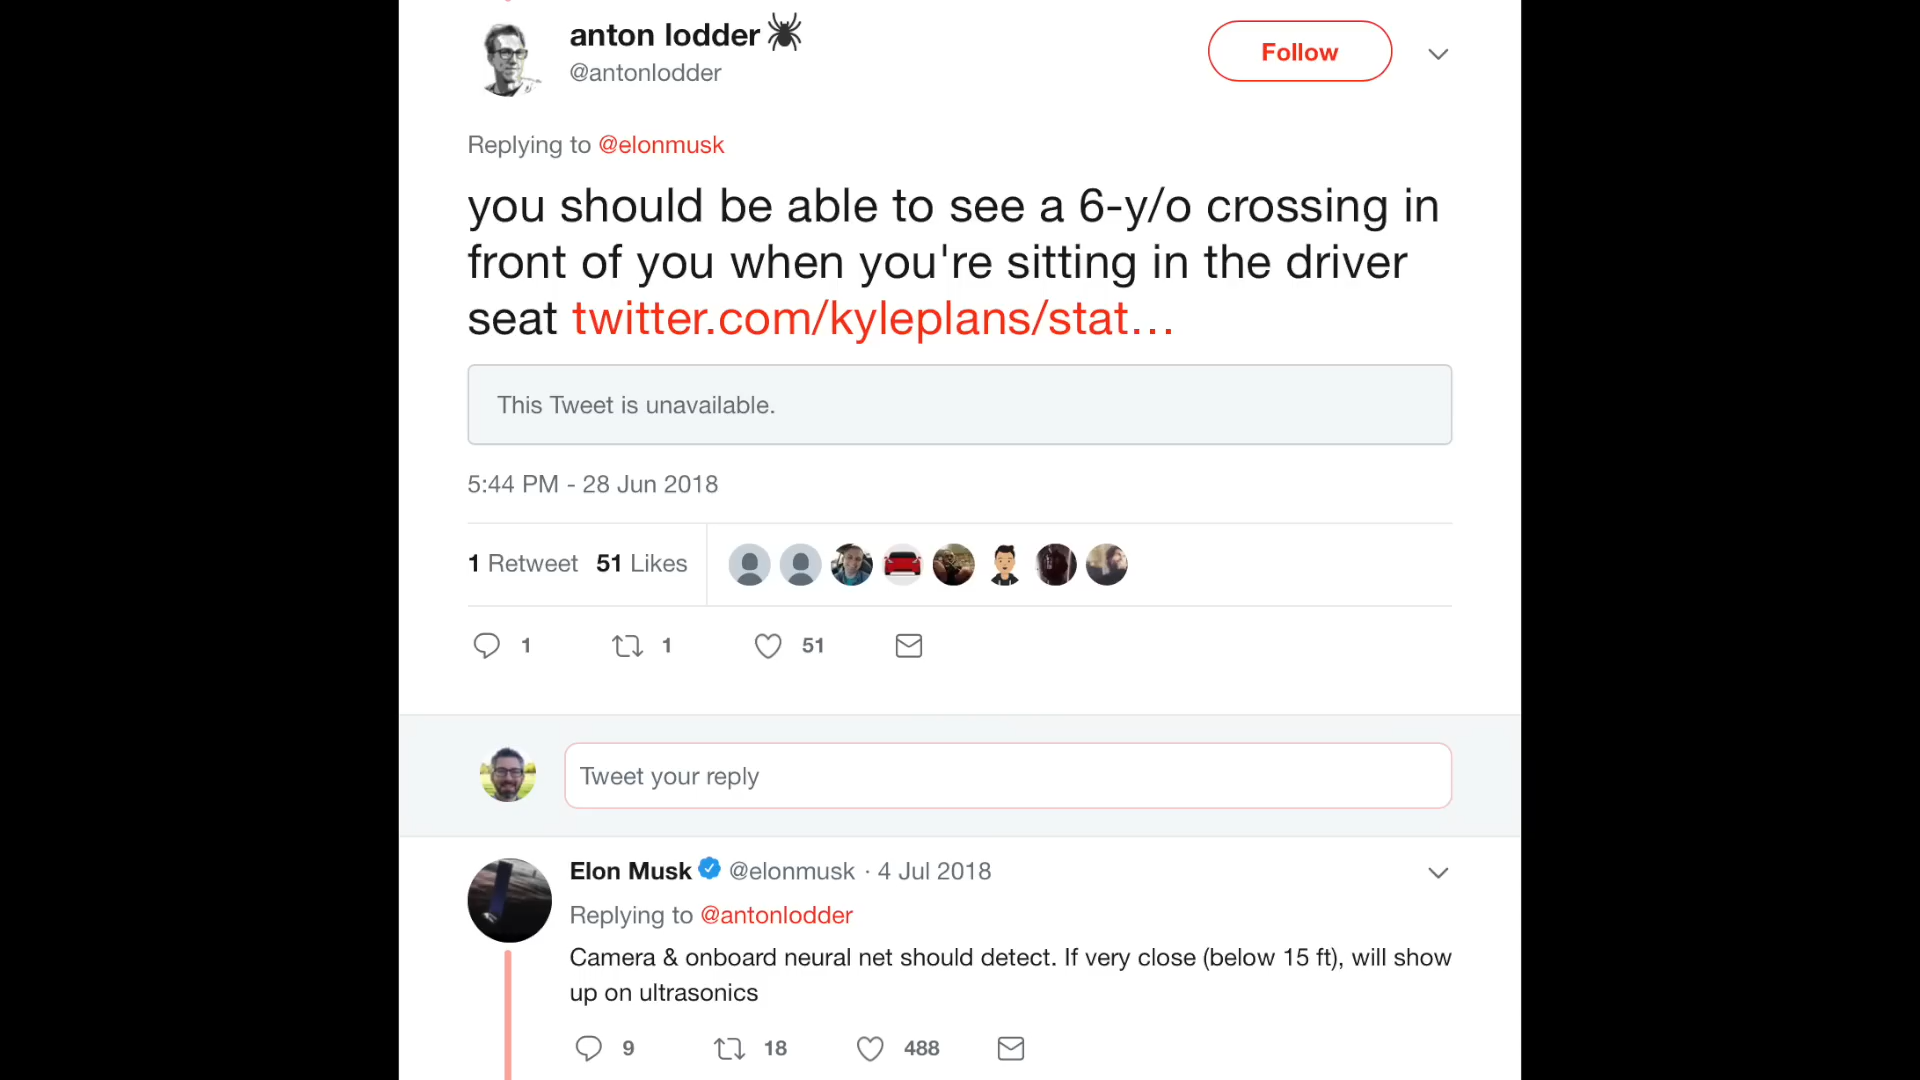 anton lodder
@antonlodder
Follow
Replying to @elonmusk
you should be able to see a 6-y/o crossing in
front of you when you're sitting in the driver
seat twitter.com/kyleplans/stat…
This Tweet is unavailable.
5:44 PM - 28 Jun 2018
1 Retweet 51 Likes
1 1 51
Tweet your reply
Elon Musk @elonmusk · 4 Jul 2018
Replying to @antonlodder
Camera & onboard neural net should detect. If very close (below 15 ft), will show
up on ultrasonics
9 18 488